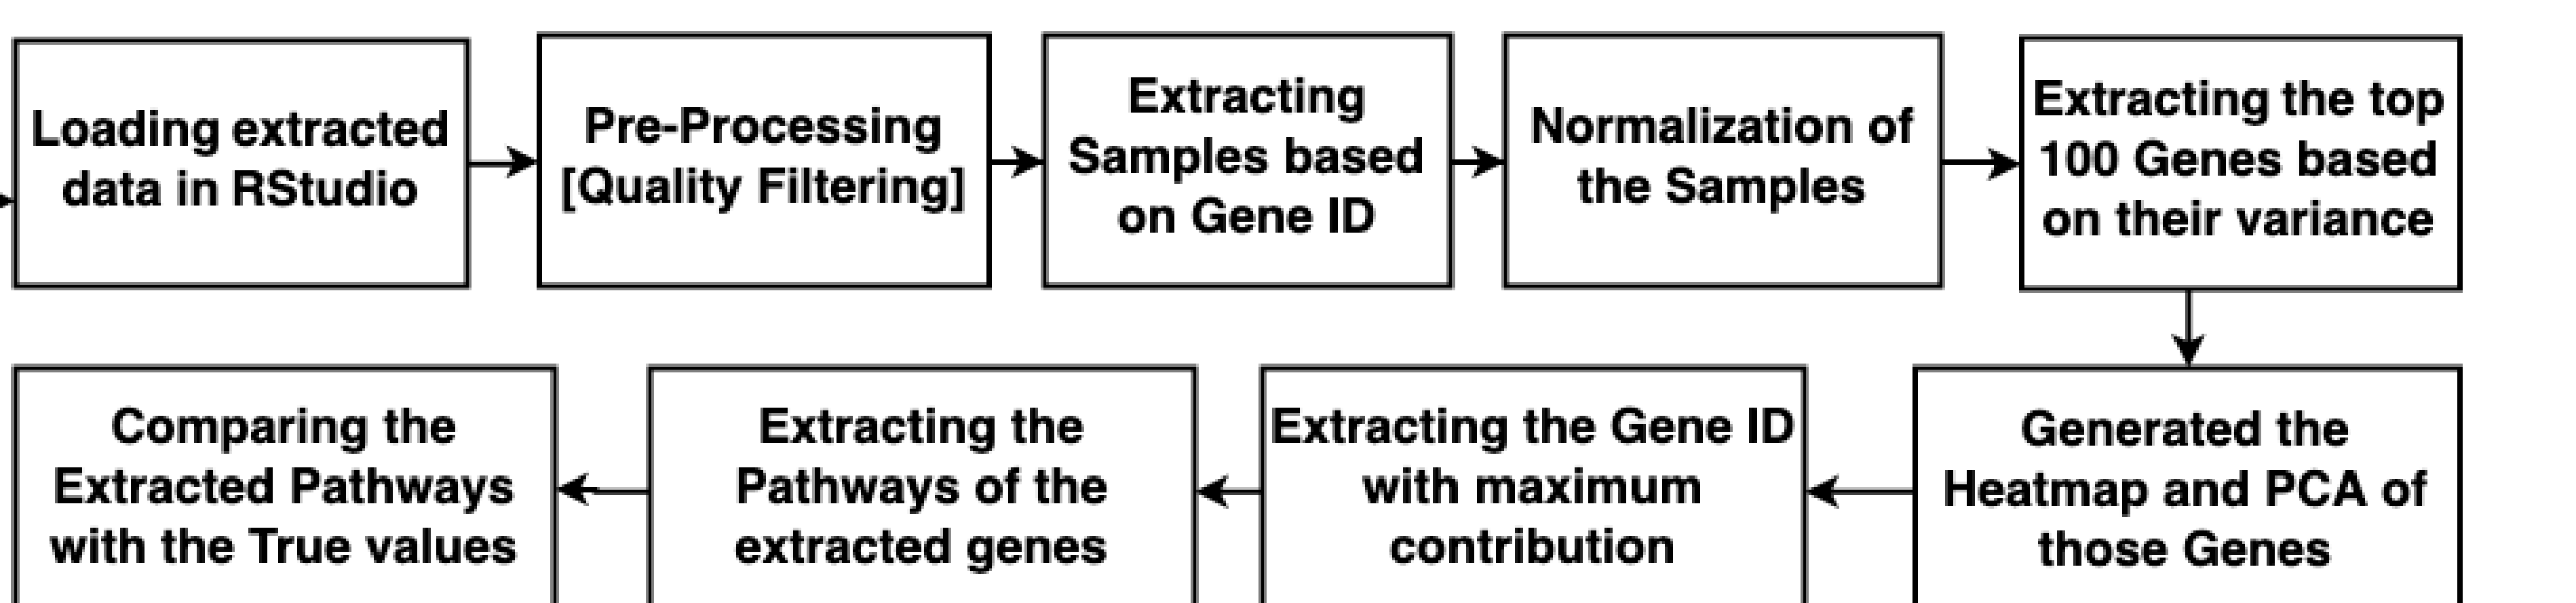 Loading extracted
data in RStudio
Pre-Processing
[Quality Filtering]
Extracting
Samples based
on Gene ID
Normalization of
the Samples
Extracting the top
100 Genes based
on their variance
Generated the
Heatmap and PCA of
those Genes
Extracting the Gene ID
with maximum
contribution
Extracting the
Pathways of the
extracted genes
Comparing the
Extracted Pathways
with the True values